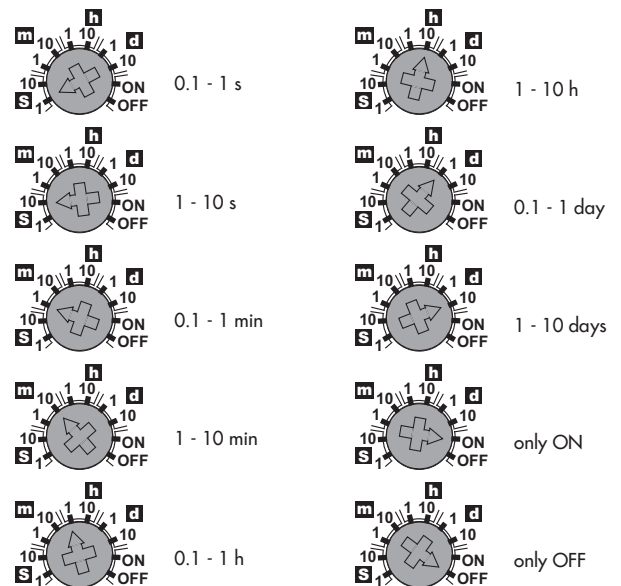 h
m 10 1 10 1 d
1 10
10 ON
S 1 OFF
0.1 - 1 s
h
m 10 1 10 1 d
1 10
10 ON
S 1 OFF
1 - 10 h
h
m 10 1 10 1 d
1 10
10 ON
S 1 OFF
1 - 10 s
h
m 10 1 10 1 d
1 10
10 ON
S 1 OFF
0.1 - 1 day
h
m 10 1 10 1 d
1 10
10 ON
S 1 OFF
0.1 - 1 min
h
m 10 1 10 1 d
1 10
10 ON
S 1 OFF
1 - 10 days
h
m 10 1 10 1 d
1 10
10 ON
S 1 OFF
1 - 10 min
h
m 10 1 10 1 d
1 10
10 ON
S 1 OFF
only ON
h
m 10 1 10 1 d
1 10
10 ON
S 1 OFF
0.1 - 1 h
h
m 10 1 10 1 d
1 10
10 ON
S 1 OFF
only OFF